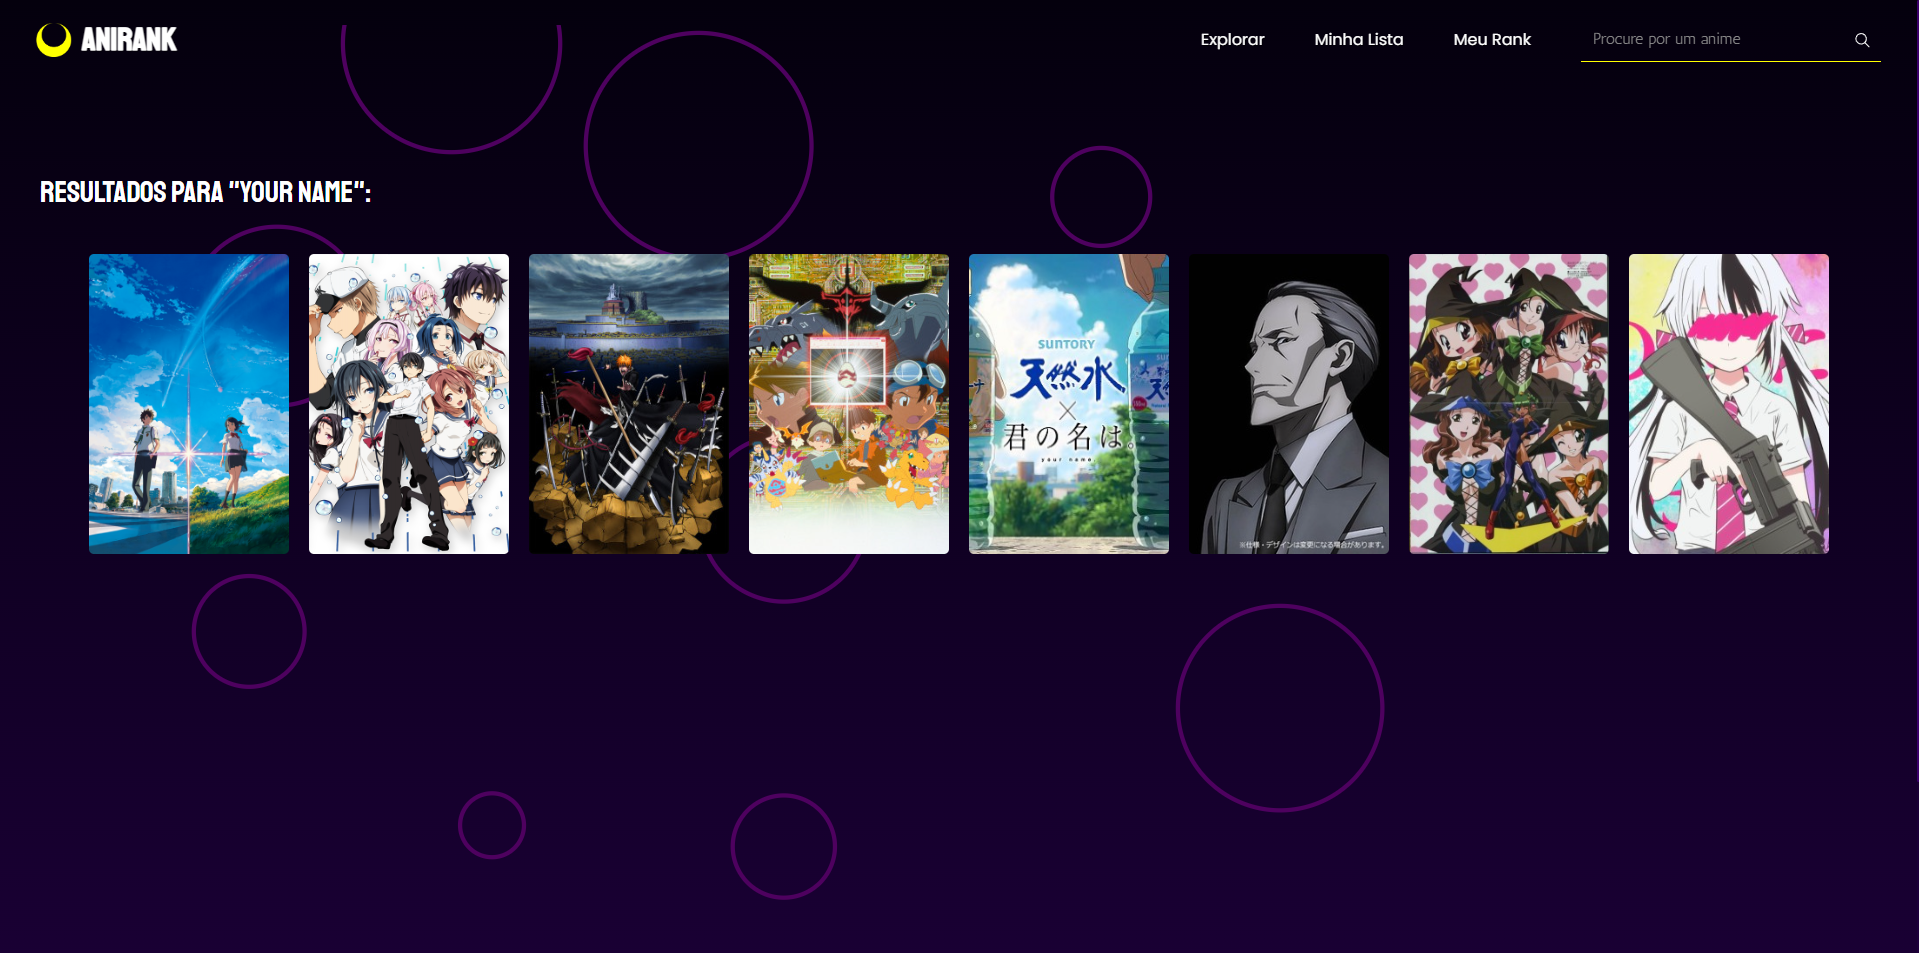 ANIRANK
Explorar
Minha Lista
Meu Rank
Procure por um anime
RESULTADOS PARA "YOUR NAME":
SUNTORY
天然水
×
君の名は。
your name.
※仕様・デザインは変更になる場合があります。